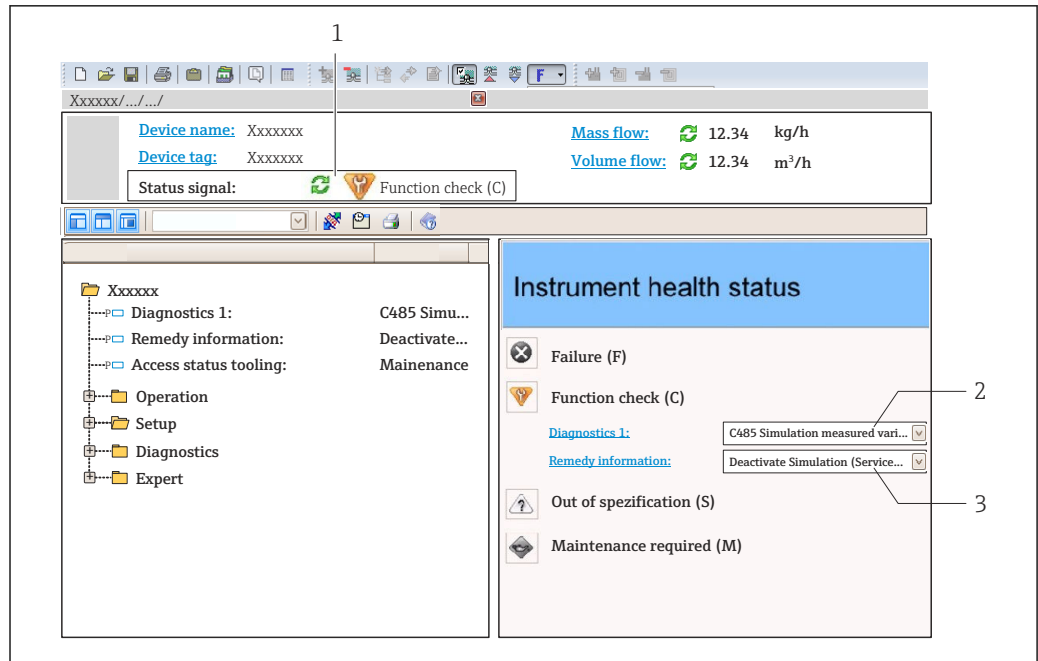 1
F
Xxxxxx/.../.../
Device name: Xxxxxxx
Mass flow: 12.34 kg/h
Device tag: Xxxxxxx
Volume flow: 12.34 m³/h
Status signal: Function check (C)
Xxxxxx
Diagnostics 1: C485 Simu...
Remedy information: Deactivate...
Access status tooling: Mainenance
Operation
Setup
Diagnostics
Expert
Instrument health status
Failure (F)
Function check (C)
2
Diagnostics 1: C485 Simulation measured vari...
Remedy information: Deactivate Simulation (Service...
Out of spezification (S)
3
Maintenance required (M)